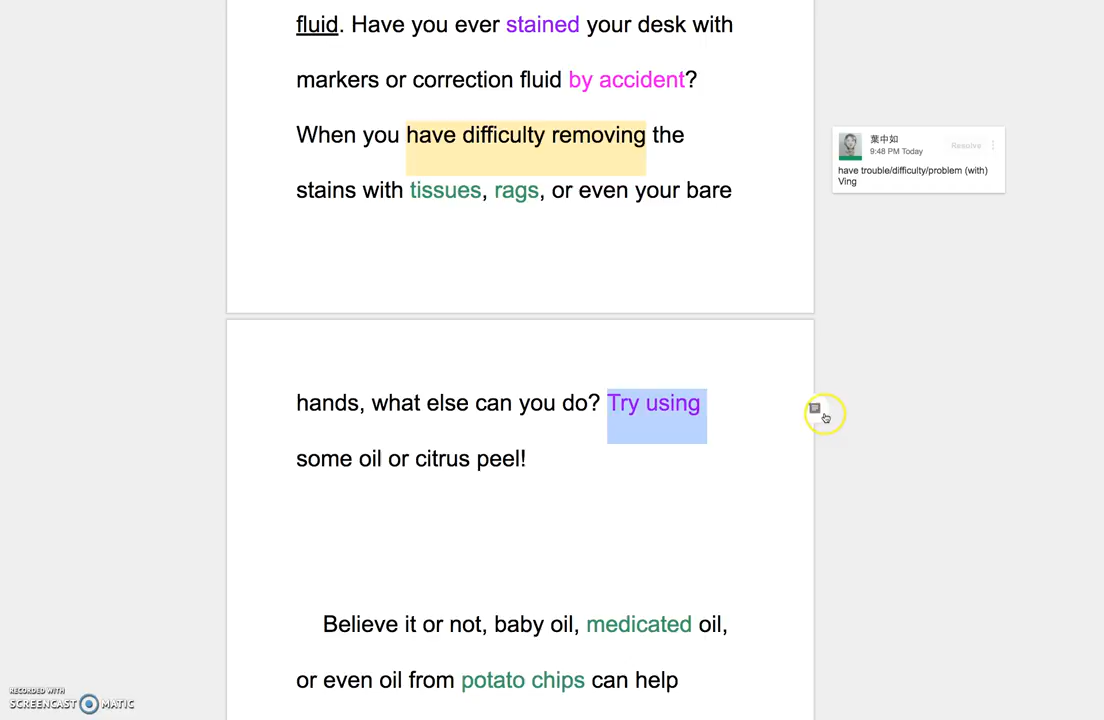 fluid. Have you ever stained your desk with
markers or correction fluid by accident?
When you have difficulty removing the
stains with tissues, rags, or even your bare
葉中如
9:48 PM Today
Resolve
have trouble/difficulty/problem (with)
Ving
hands, what else can you do? Try using
some oil or citrus peel!
Believe it or not, baby oil, medicated oil,
or even oil from potato chips can help
RECORDED WITH
SCREENCAST MATIC